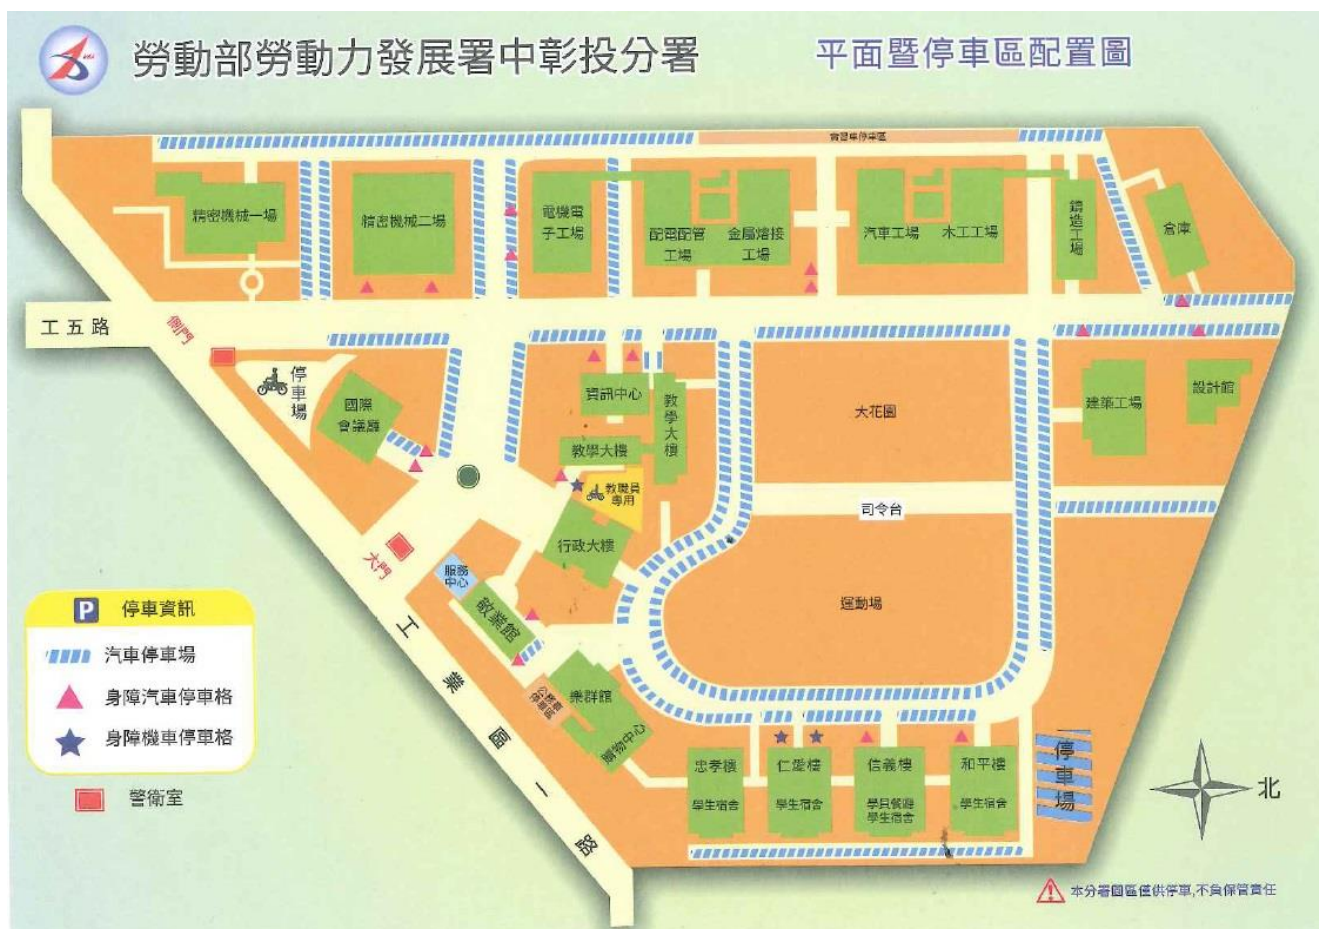 勞動部勞動力發展署中彰投分署
平面暨停車區配置圖
實習車停車區
精密機械一場
精密機械二場
電機電
子工場
配電配管
工場
金屬熔接
工場
汽車工場
木工工場
鑄造工場
倉庫
工五路
側門
停車場
國際
會議廳
資訊中心
教學大樓
教學大樓
教職員
專用
行政大樓
大花園
司令台
運動場
建築工場
設計館
大門
服務
中心
敬業館
公務車
停車區
樂群館
購物中心
工業區一路
忠孝樓
學生宿舍
仁愛樓
學生宿舍
信義樓
學員餐廳
學生宿舍
和平樓
學生宿舍
停車場
北
P 停車資訊
汽車停車場
身障汽車停車格
身障機車停車格
警衛室
本分署園區僅供停車,不負保管責任